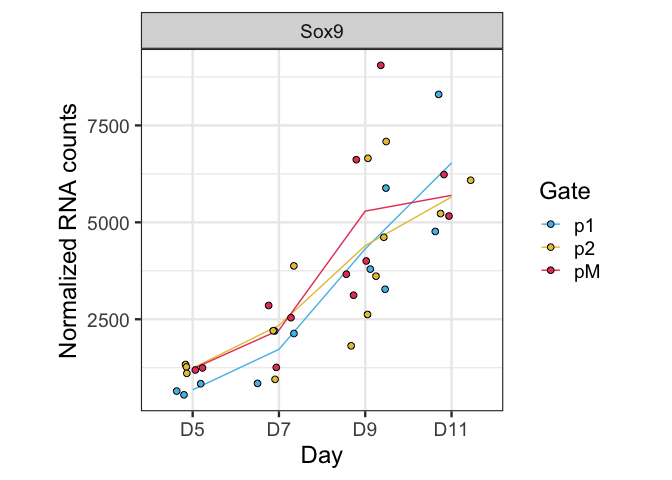 Sox9
Normalized RNA counts
7500
5000
2500
D5 D7 D9 D11
Day
Gate
p1
p2
pM